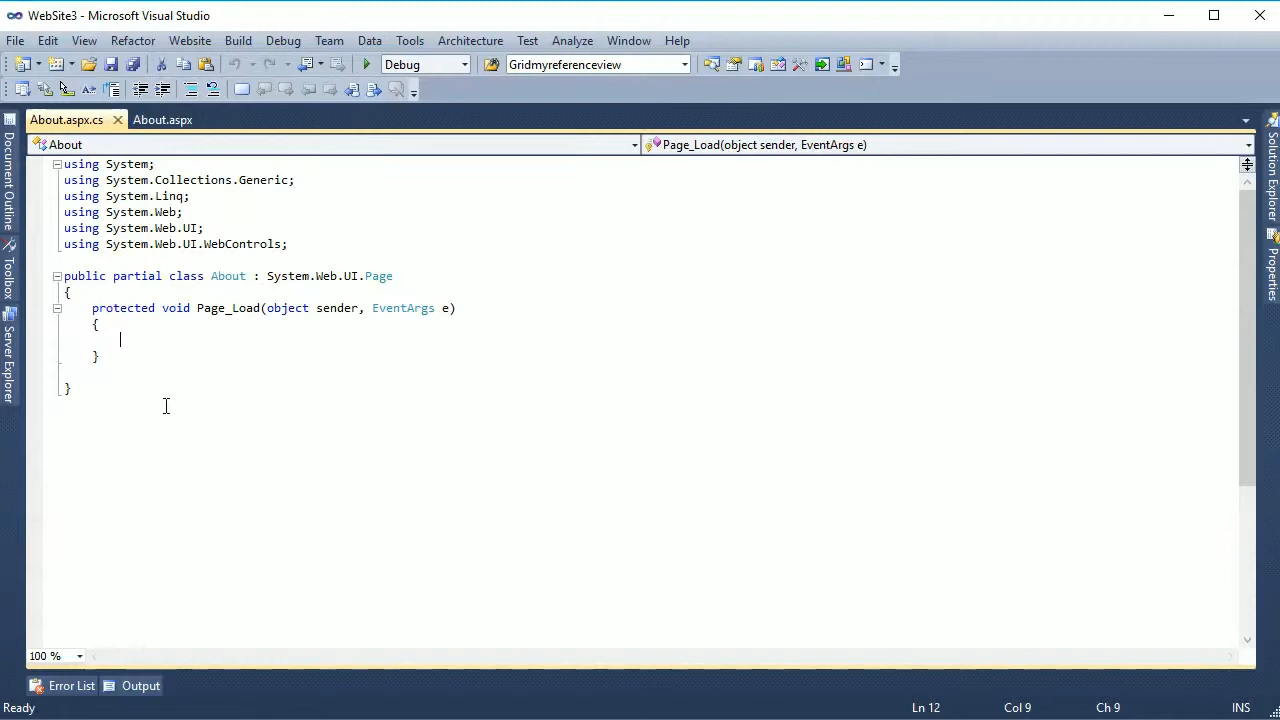 WebSite3 - Microsoft Visual Studio
File Edit View Refactor Website Build Debug Team Data Tools Architecture Test Analyze Window Help
Debug Gridmyreferenceview
About.aspx.cs About.aspx
About Page_Load(object sender, EventArgs e)
using System;
using System.Collections.Generic;
using System.Linq;
using System.Web;
using System.Web.UI;
using System.Web.UI.WebControls;
public partial class About : System.Web.UI.Page
{
protected void Page_Load(object sender, EventArgs e)
{
}
}
Document Outline
Toolbox
Server Explorer
Solution Explorer
Properties
100 %
Error List Output
Ready Ln 12 Col 9 Ch 9 INS